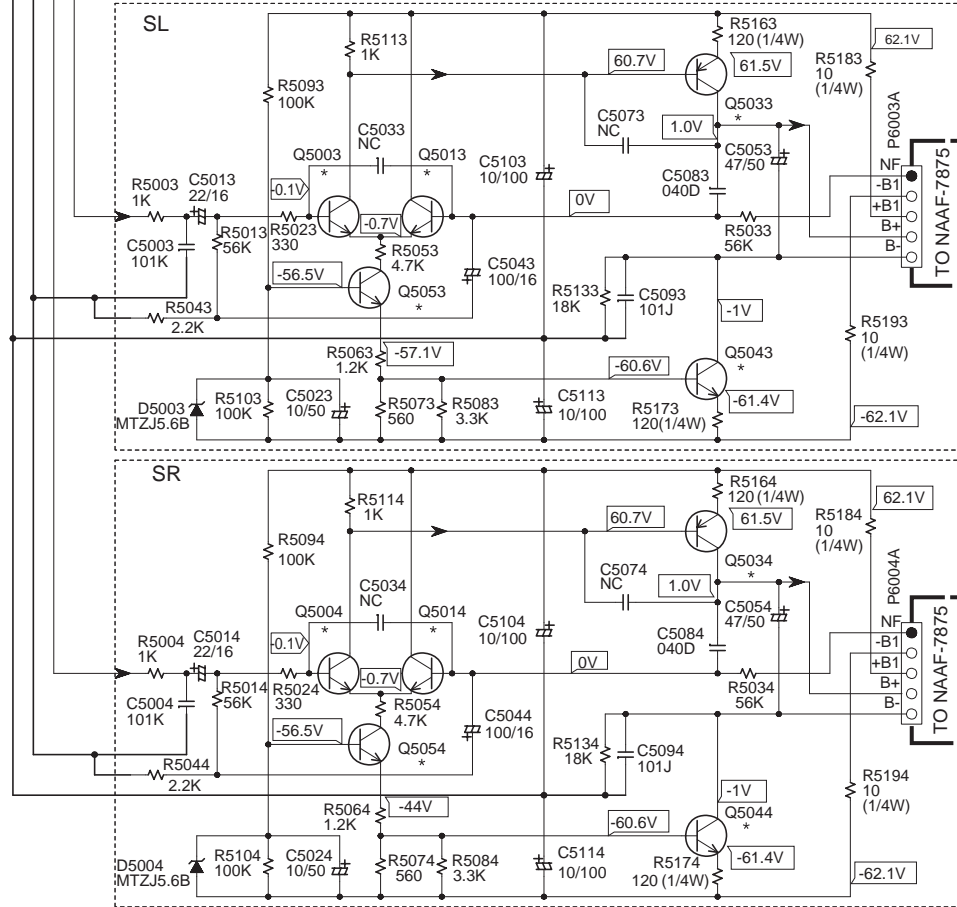 SL
R5163
120 (1/4W)
62.1V
R5113
1K
60.7V
61.5V
R5183
10
(1/4W)
R5093
100K
P6003A
C5073
NC
Q5033
*
1.0V
C5033
NC
C5053
47/50
Q5003
*
Q5013
*
C5103
10/100
C5083
040D
NF
-B1
+B1
B+
B-
TO NAAF-7875
R5003
1K
C5013
22/16
-0.1V
0V
R5013
56K
R5023
330
-0.7V
R5053
4.7K
R5033
56K
C5003
101K
C5043
100/16
-56.5V
Q5053
*
R5133
18K
C5093
101J
-1V
R5043
2.2K
R5193
10
(1/4W)
R5063
1.2K
-57.1V
Q5043
*
-60.6V
-61.4V
D5003
MTZJ5.6B
R5103
100K
C5023
10/50
R5073
560
R5083
3.3K
C5113
10/100
R5173
120(1/4W)
-62.1V
SR
R5164
120 (1/4W)
62.1V
R5114
1K
60.7V
61.5V
R5184
10
(1/4W)
R5094
100K
P6004A
C5074
NC
Q5034
*
1.0V
C5034
NC
C5054
47/50
Q5004
*
Q5014
*
C5104
10/100
C5084
040D
NF
-B1
+B1
B+
B-
TO NAAF-7875
R5004
1K
C5014
22/16
-0.1V
0V
R5014
56K
R5024
330
-0.7V
R5054
4.7K
R5034
56K
C5004
101K
C5044
100/16
-56.5V
Q5054
*
R5134
18K
C5094
101J
-1V
R5044
2.2K
R5194
10
(1/4W)
R5064
1.2K
-44V
Q5044
*
-60.6V
-61.4V
D5004
MTZJ5.6B
R5104
100K
C5024
10/50
R5074
560
R5084
3.3K
C5114
10/100
R5174
120 (1/4W)
-62.1V